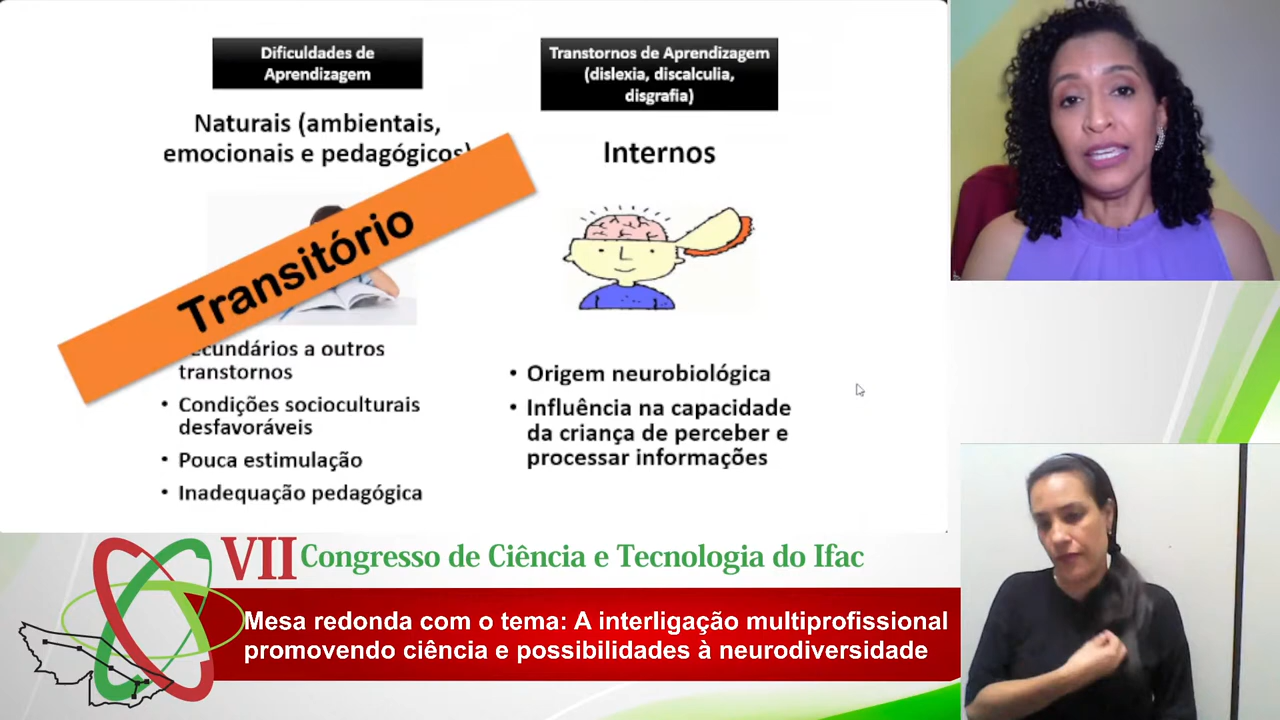 Dificuldades de
Aprendizagem
Naturais (ambientais,
emocionais e pedagógicos)
Transitório
Secundários a outros
transtornos
• Condições socioculturais
desfavoráveis
• Pouca estimulação
• Inadequação pedagógica
Transtornos de Aprendizagem
(dislexia, discalculia,
disgrafia)
Internos
• Origem neurobiológica
• Influência na capacidade
da criança de perceber e
processar informações
VII Congresso de Ciência e Tecnologia do Ifac
Mesa redonda com o tema: A interligação multiprofissional
promovendo ciência e possibilidades à neurodiversidade